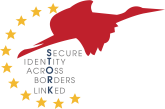 SECURE
IDENTITY
ACROSS
BORDERS
LINKED